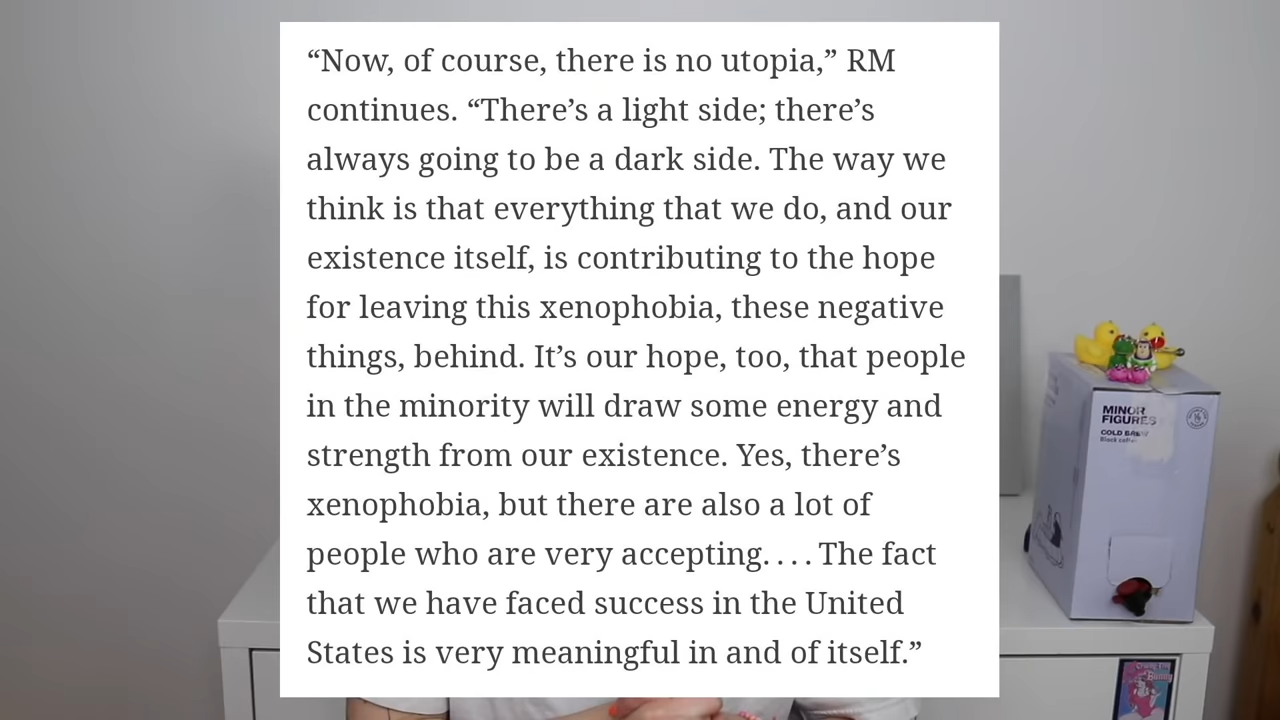 “Now, of course, there is no utopia,” RM
continues. “There’s a light side; there’s
always going to be a dark side. The way we
think is that everything that we do, and our
existence itself, is contributing to the hope
for leaving this xenophobia, these negative
things, behind. It’s our hope, too, that people
in the minority will draw some energy and
strength from our existence. Yes, there’s
xenophobia, but there are also a lot of
people who are very accepting. . . . The fact
that we have faced success in the United
States is very meaningful in and of itself.”
MINOR
FIGURES
COLD BREW
Black coffee
Bunny